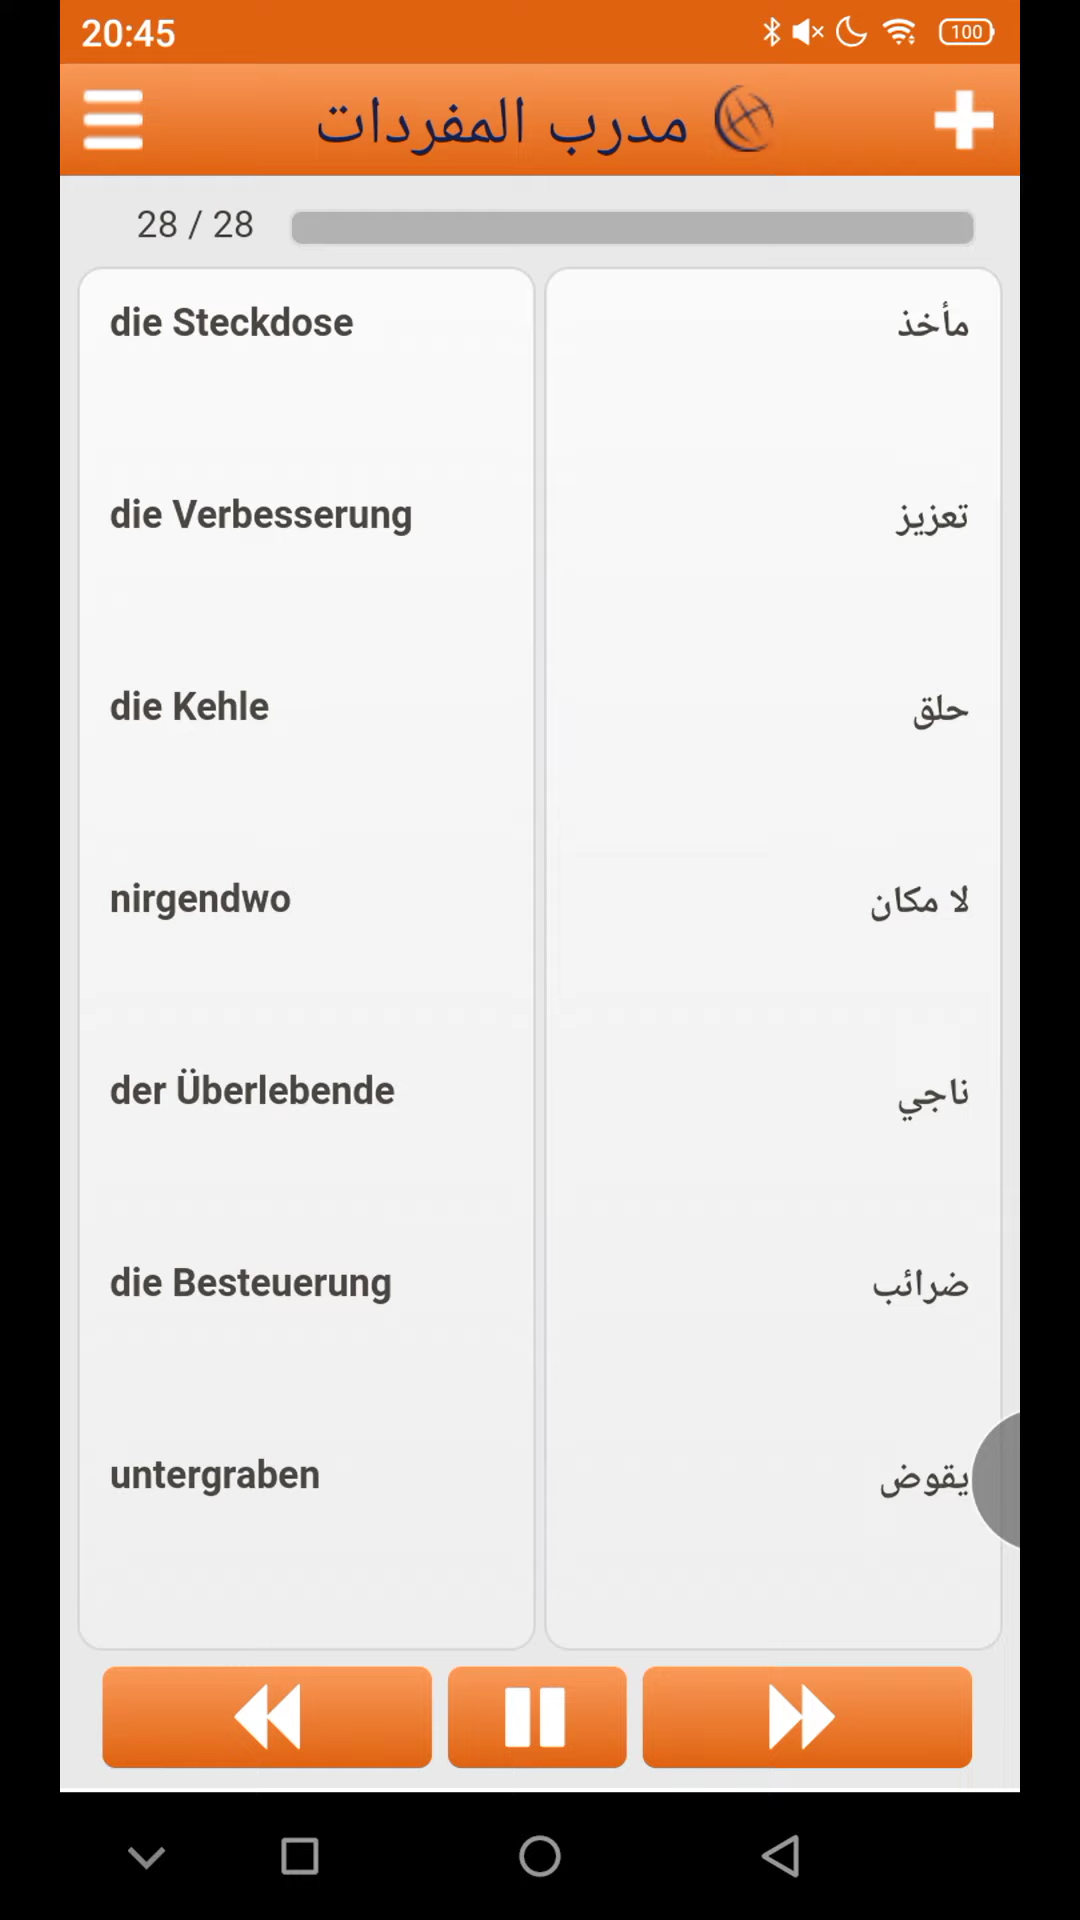 20:45
100
مدرب المفردات
28 / 28
die Steckdose
مأخذ
die Verbesserung
تعزيز
die Kehle
حلق
nirgendwo
لا مكان
der Überlebende
ناجي
die Besteuerung
ضرائب
untergraben
يقوض